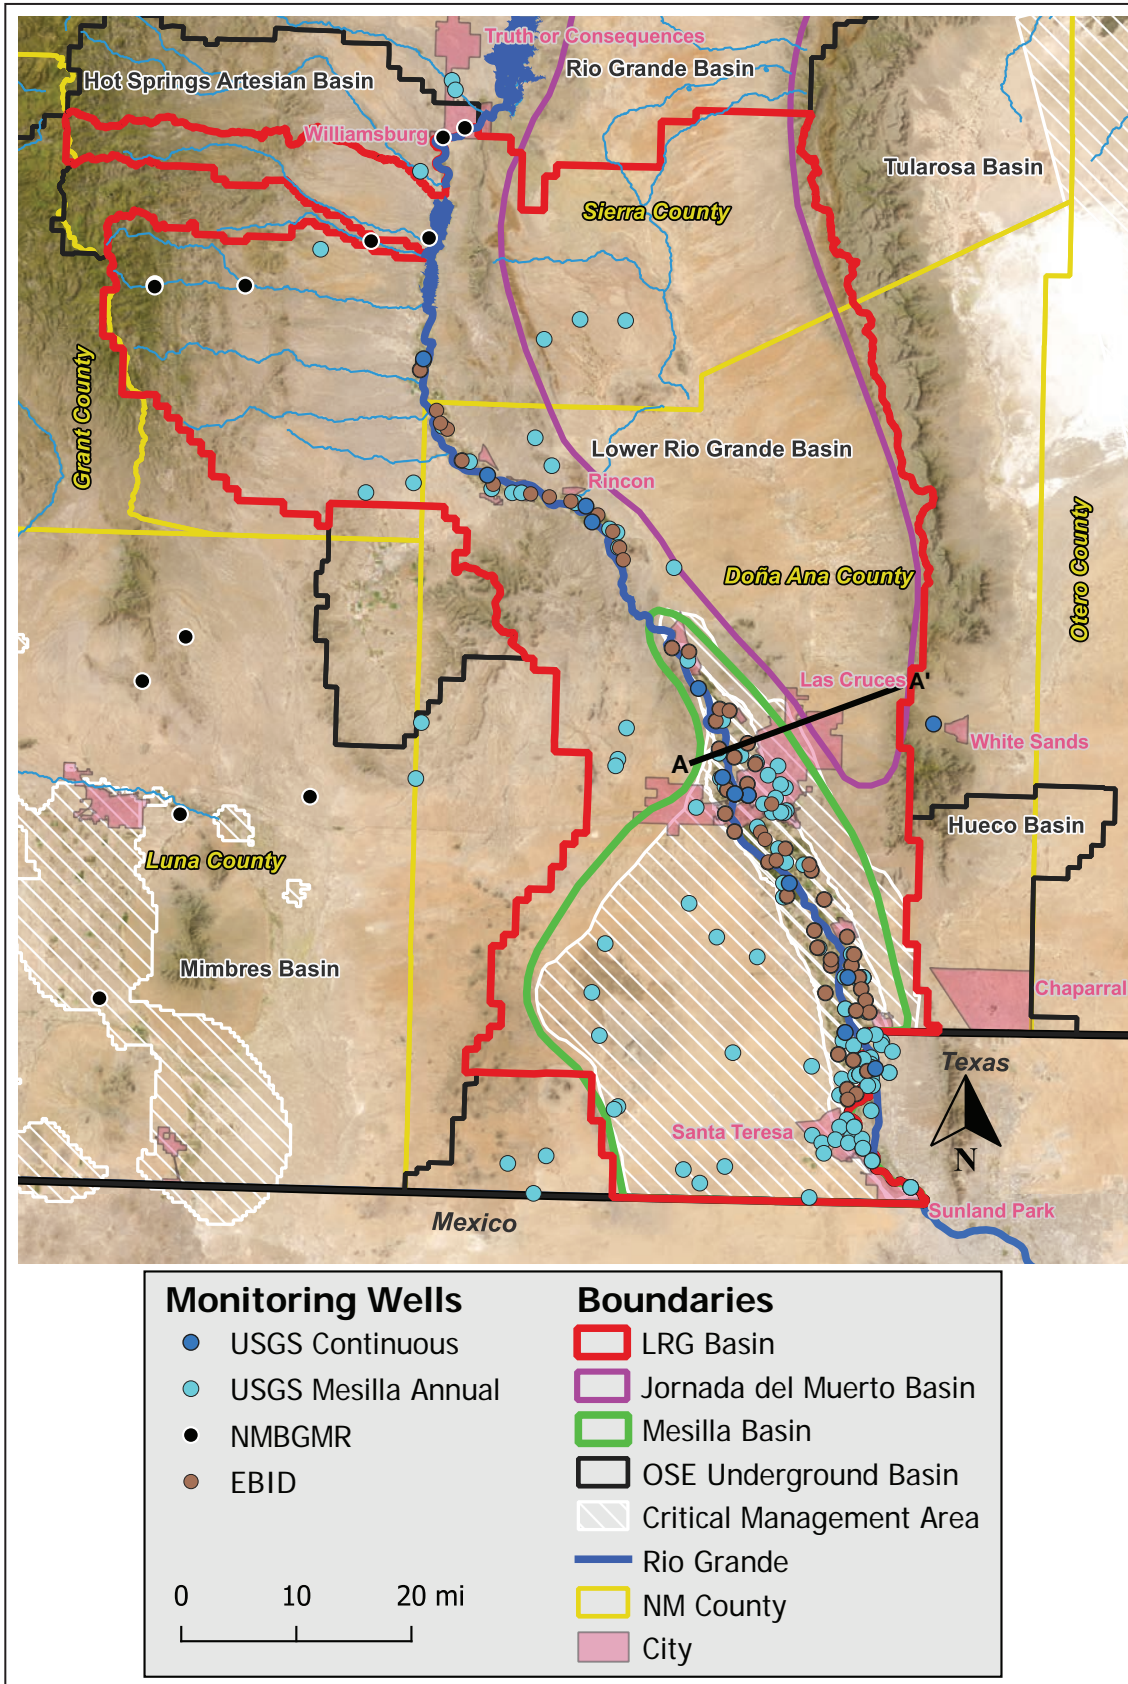 Truth or Consequences
Rio Grande Basin
Hot Springs Artesian Basin
Williamsburg
Tularosa Basin
Sierra County
Grant County
Lower Rio Grande Basin
Rincon
Otero County
Doña Ana County
Las Cruces
A'
White Sands
A
Hueco Basin
Luna County
Mimbres Basin
Chaparral
Texas
Santa Teresa
N
Mexico
Sunland Park
Monitoring Wells
USGS Continuous
USGS Mesilla Annual
NMBGMR
EBID
0 10 20 mi
Boundaries
LRG Basin
Jornada del Muerto Basin
Mesilla Basin
OSE Underground Basin
Critical Management Area
Rio Grande
NM County
City